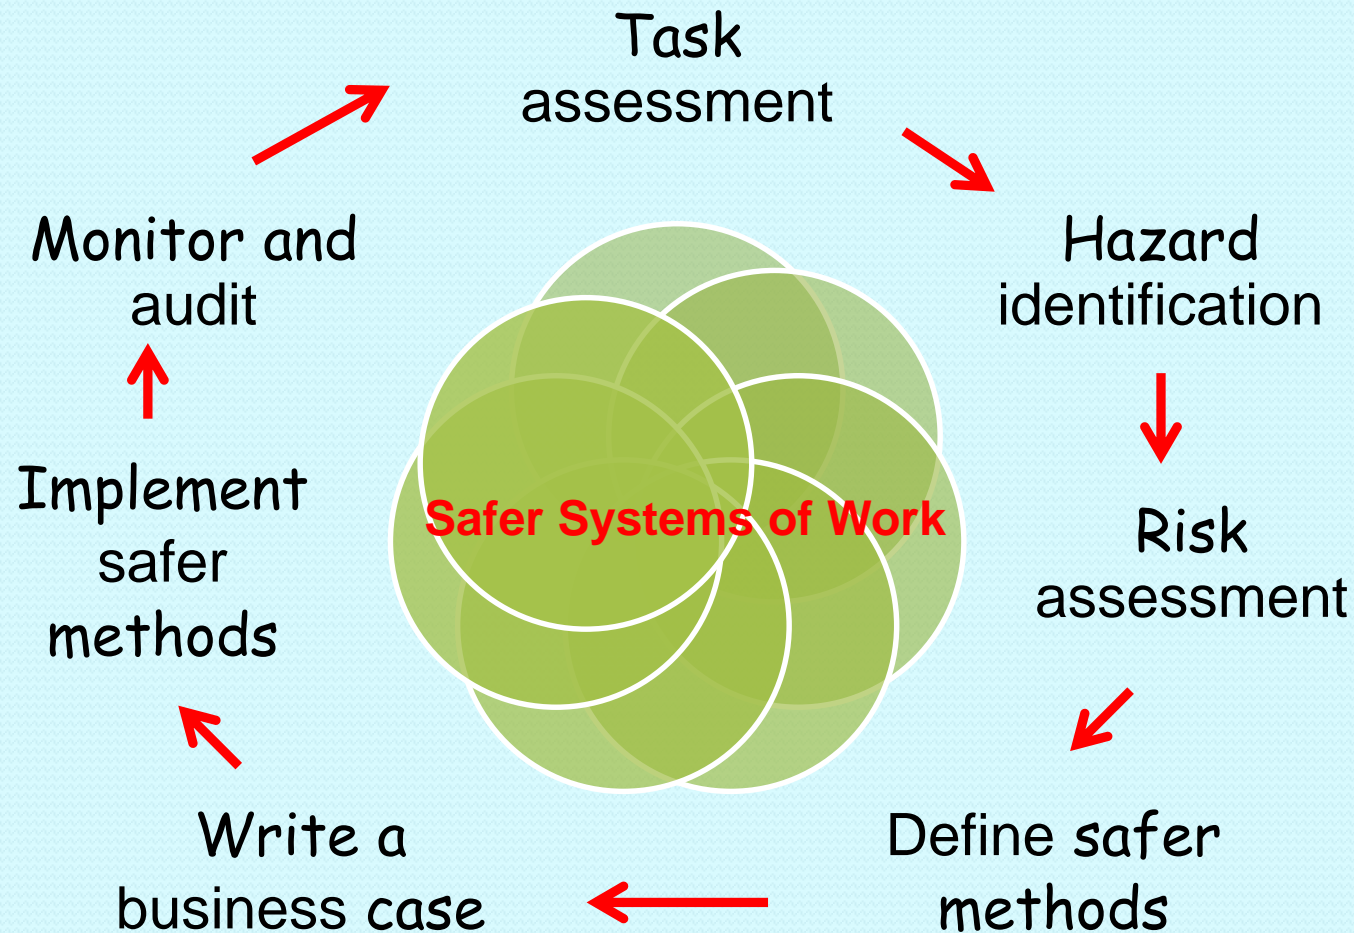 Task
assessment
Hazard
identification
Risk
assessment
Define safer
methods
Write a
business case
Implement
safer
methods
Monitor and
audit
Safer Systems of Work